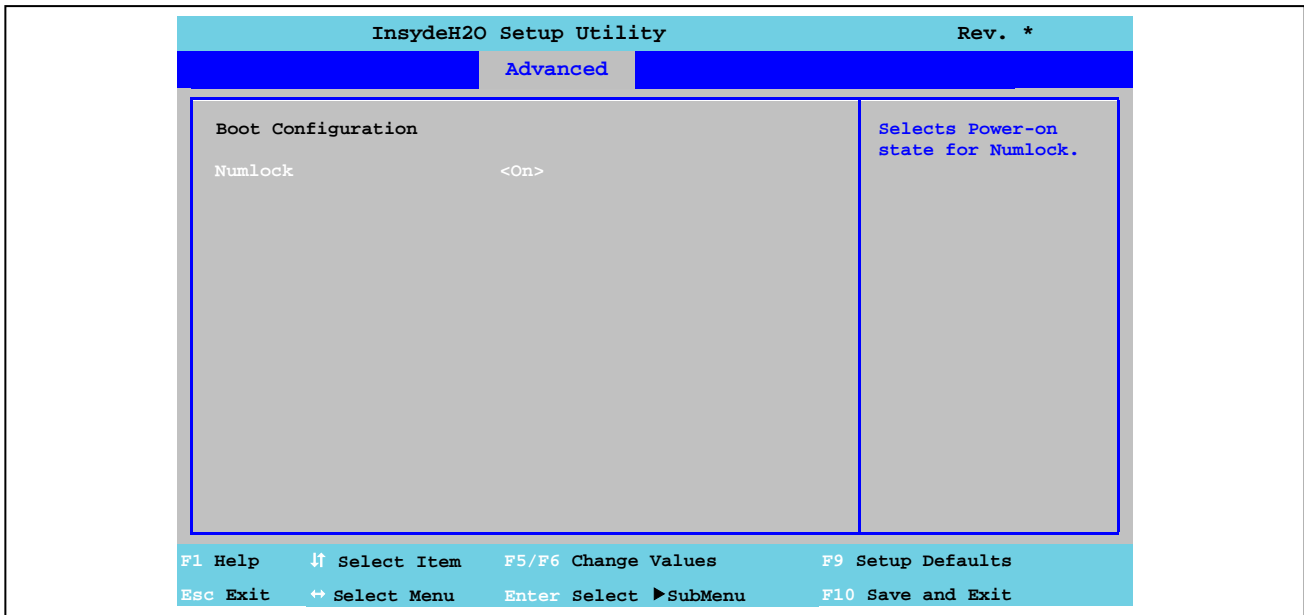 InsydeH2O Setup Utility Rev. *
Advanced
Boot Configuration
Numlock <On>
Selects Power-on
state for Numlock.
F1 Help ↓↑ Select Item F5/F6 Change Values F9 Setup Defaults
Esc Exit ↔ Select Menu Enter Select ▶SubMenu F10 Save and Exit